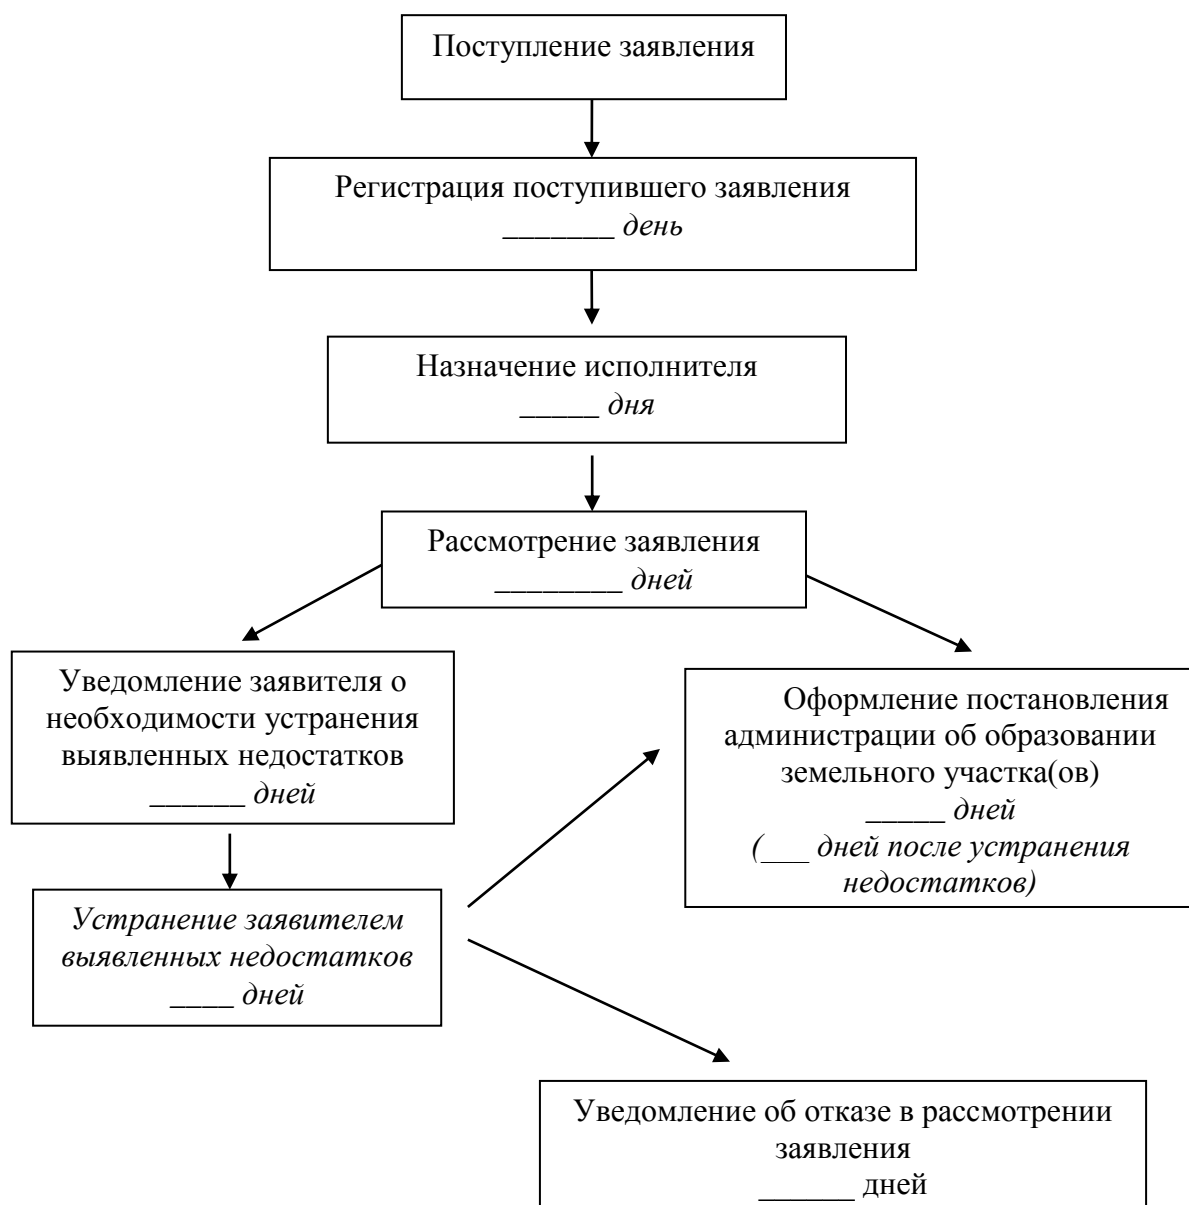 Поступление заявления
Регистрация поступившего заявления
_______ день
Назначение исполнителя
_____ дня
Рассмотрение заявления
________ дней
Уведомление заявителя о
необходимости устранения
выявленных недостатков
______ дней
Оформление постановления
администрации об образовании
земельного участка(ов)
_____ дней
(___ дней после устранения
недостатков)
Устранение заявителем
выявленных недостатков
____ дней
Уведомление об отказе в рассмотрении
заявления
______ дней